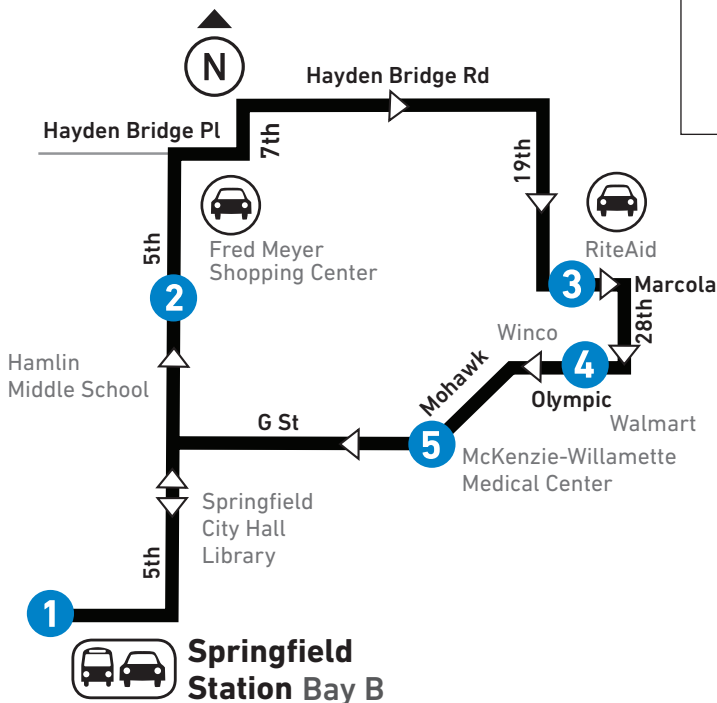 N
Hayden Bridge Rd
Hayden Bridge Pl
7th
19th
5th
Fred Meyer
Shopping Center
RiteAid
2
3
Marcola
28th
Winco
Hamlin
Middle School
Mohawk
4
Olympic
Walmart
G St
5
McKenzie-Willamette
Medical Center
Springfield
City Hall
Library
5th
1
Springfield
Station Bay B